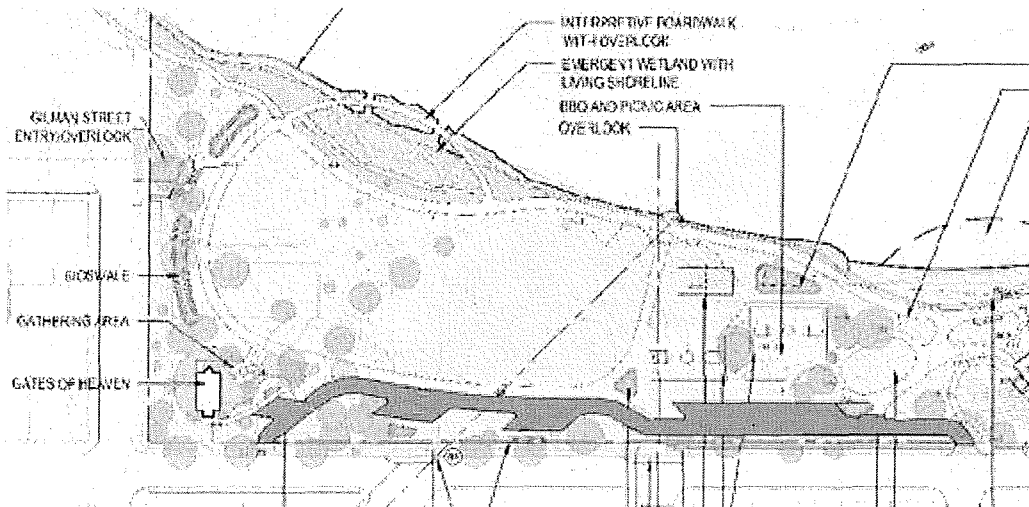 INTERPRETIVE BOARDWALK
WITH OVERLOOK
EMERGENT WETLAND WITH
LIVING SHORELINE
BBQ AND PICNIC AREA
OVERLOOK
GILMAN STREET
ENTRY/OVERLOOK
BIOSWALE
GATHERING AREA
GATES OF HEAVEN